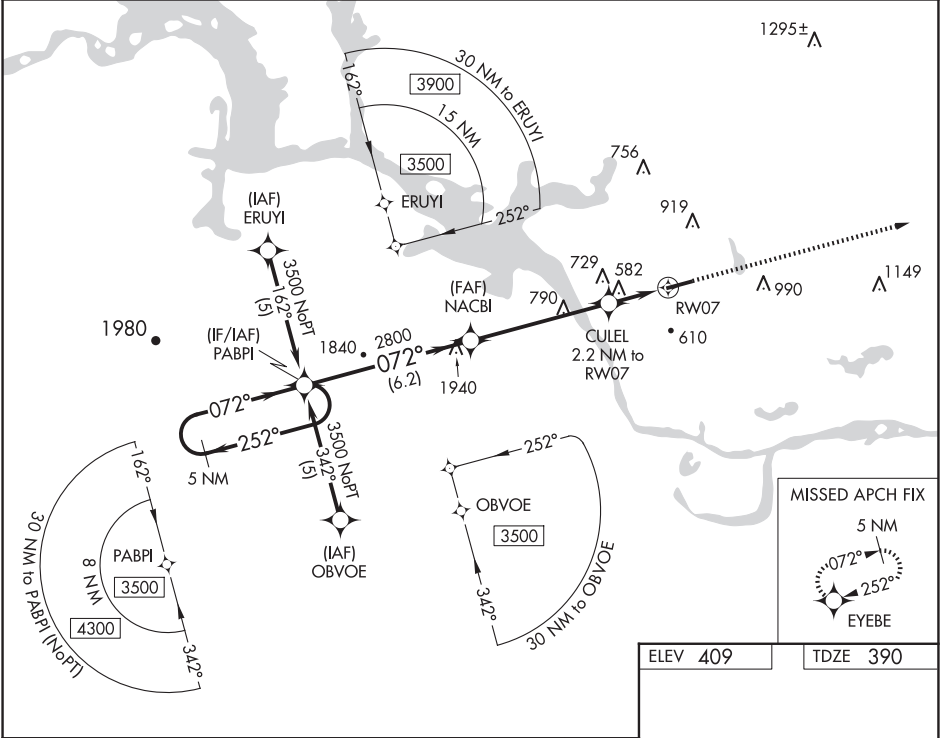 1295±
30 NM to ERUYI
162°
3900
15 NM
3500
ERUYI
252°
756
919
(IAF)
ERUYI
3500 NoPT
162°
(5)
729
582
(FAF)
NACBI
790
RW07
990
1149
1980
(IF/IAF)
PABPI
1840
2800
072°
(6.2)
1940
CULEL
2.2 NM to
RW07
610
072°
252°
5 NM
3500 NoPT
342°
(5)
(IAF)
OBVOE
162°
PABPI
8 NM
3500
4300
30 NM to PABPI (NoPT)
342°
252°
OBVOE
3500
342°
30 NM to OBVOE
MISSED APCH FIX
5 NM
072°
252°
EYEBE
ELEV 409
TDZE 390